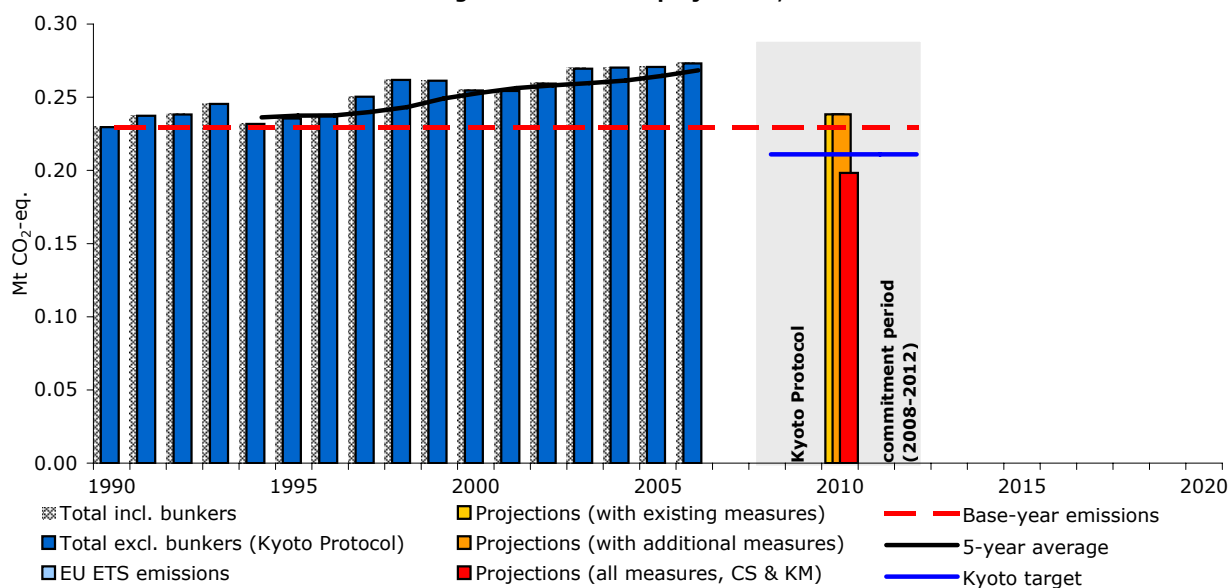 0.30
0.25
0.20
0.15
0.10
0.05
0.00
Mt CO₂-eq.
Kyoto Protocol
commitment period
(2008-2012)
1990 1995 2000 2005 2010 2015 2020
Total incl. bunkers
Total excl. bunkers (Kyoto Protocol)
EU ETS emissions
Projections (with existing measures)
Projections (with additional measures)
Projections (all measures, CS & KM)
Base-year emissions
5-year average
Kyoto target